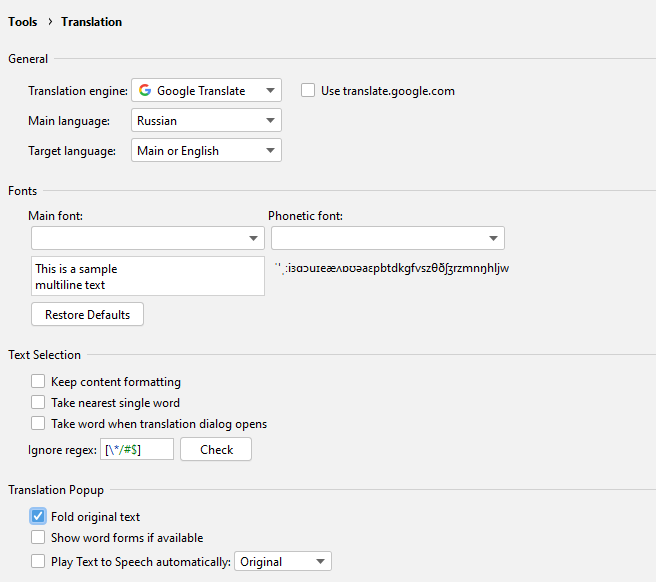 Tools › Translation
General
Translation engine: Google Translate Use translate.google.com
Main language: Russian
Target language: Main or English
Fonts
Main font: Phonetic font:
This is a sample
multiline text
ˈˌːiɜɑɔuɪeæʌɒʊəaɛpbtdkgfvszθðʃʒrzmnŋhljw
Restore Defaults
Text Selection
Keep content formatting
Take nearest single word
Take word when translation dialog opens
Ignore regex: [\*/#$] Check
Translation Popup
Fold original text
Show word forms if available
Play Text to Speech automatically: Original